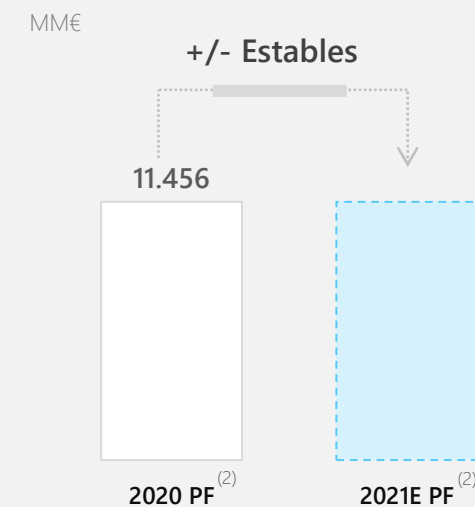 MM€
+/- Estables
11.456
2020 PF (2)
2021E PF (2)